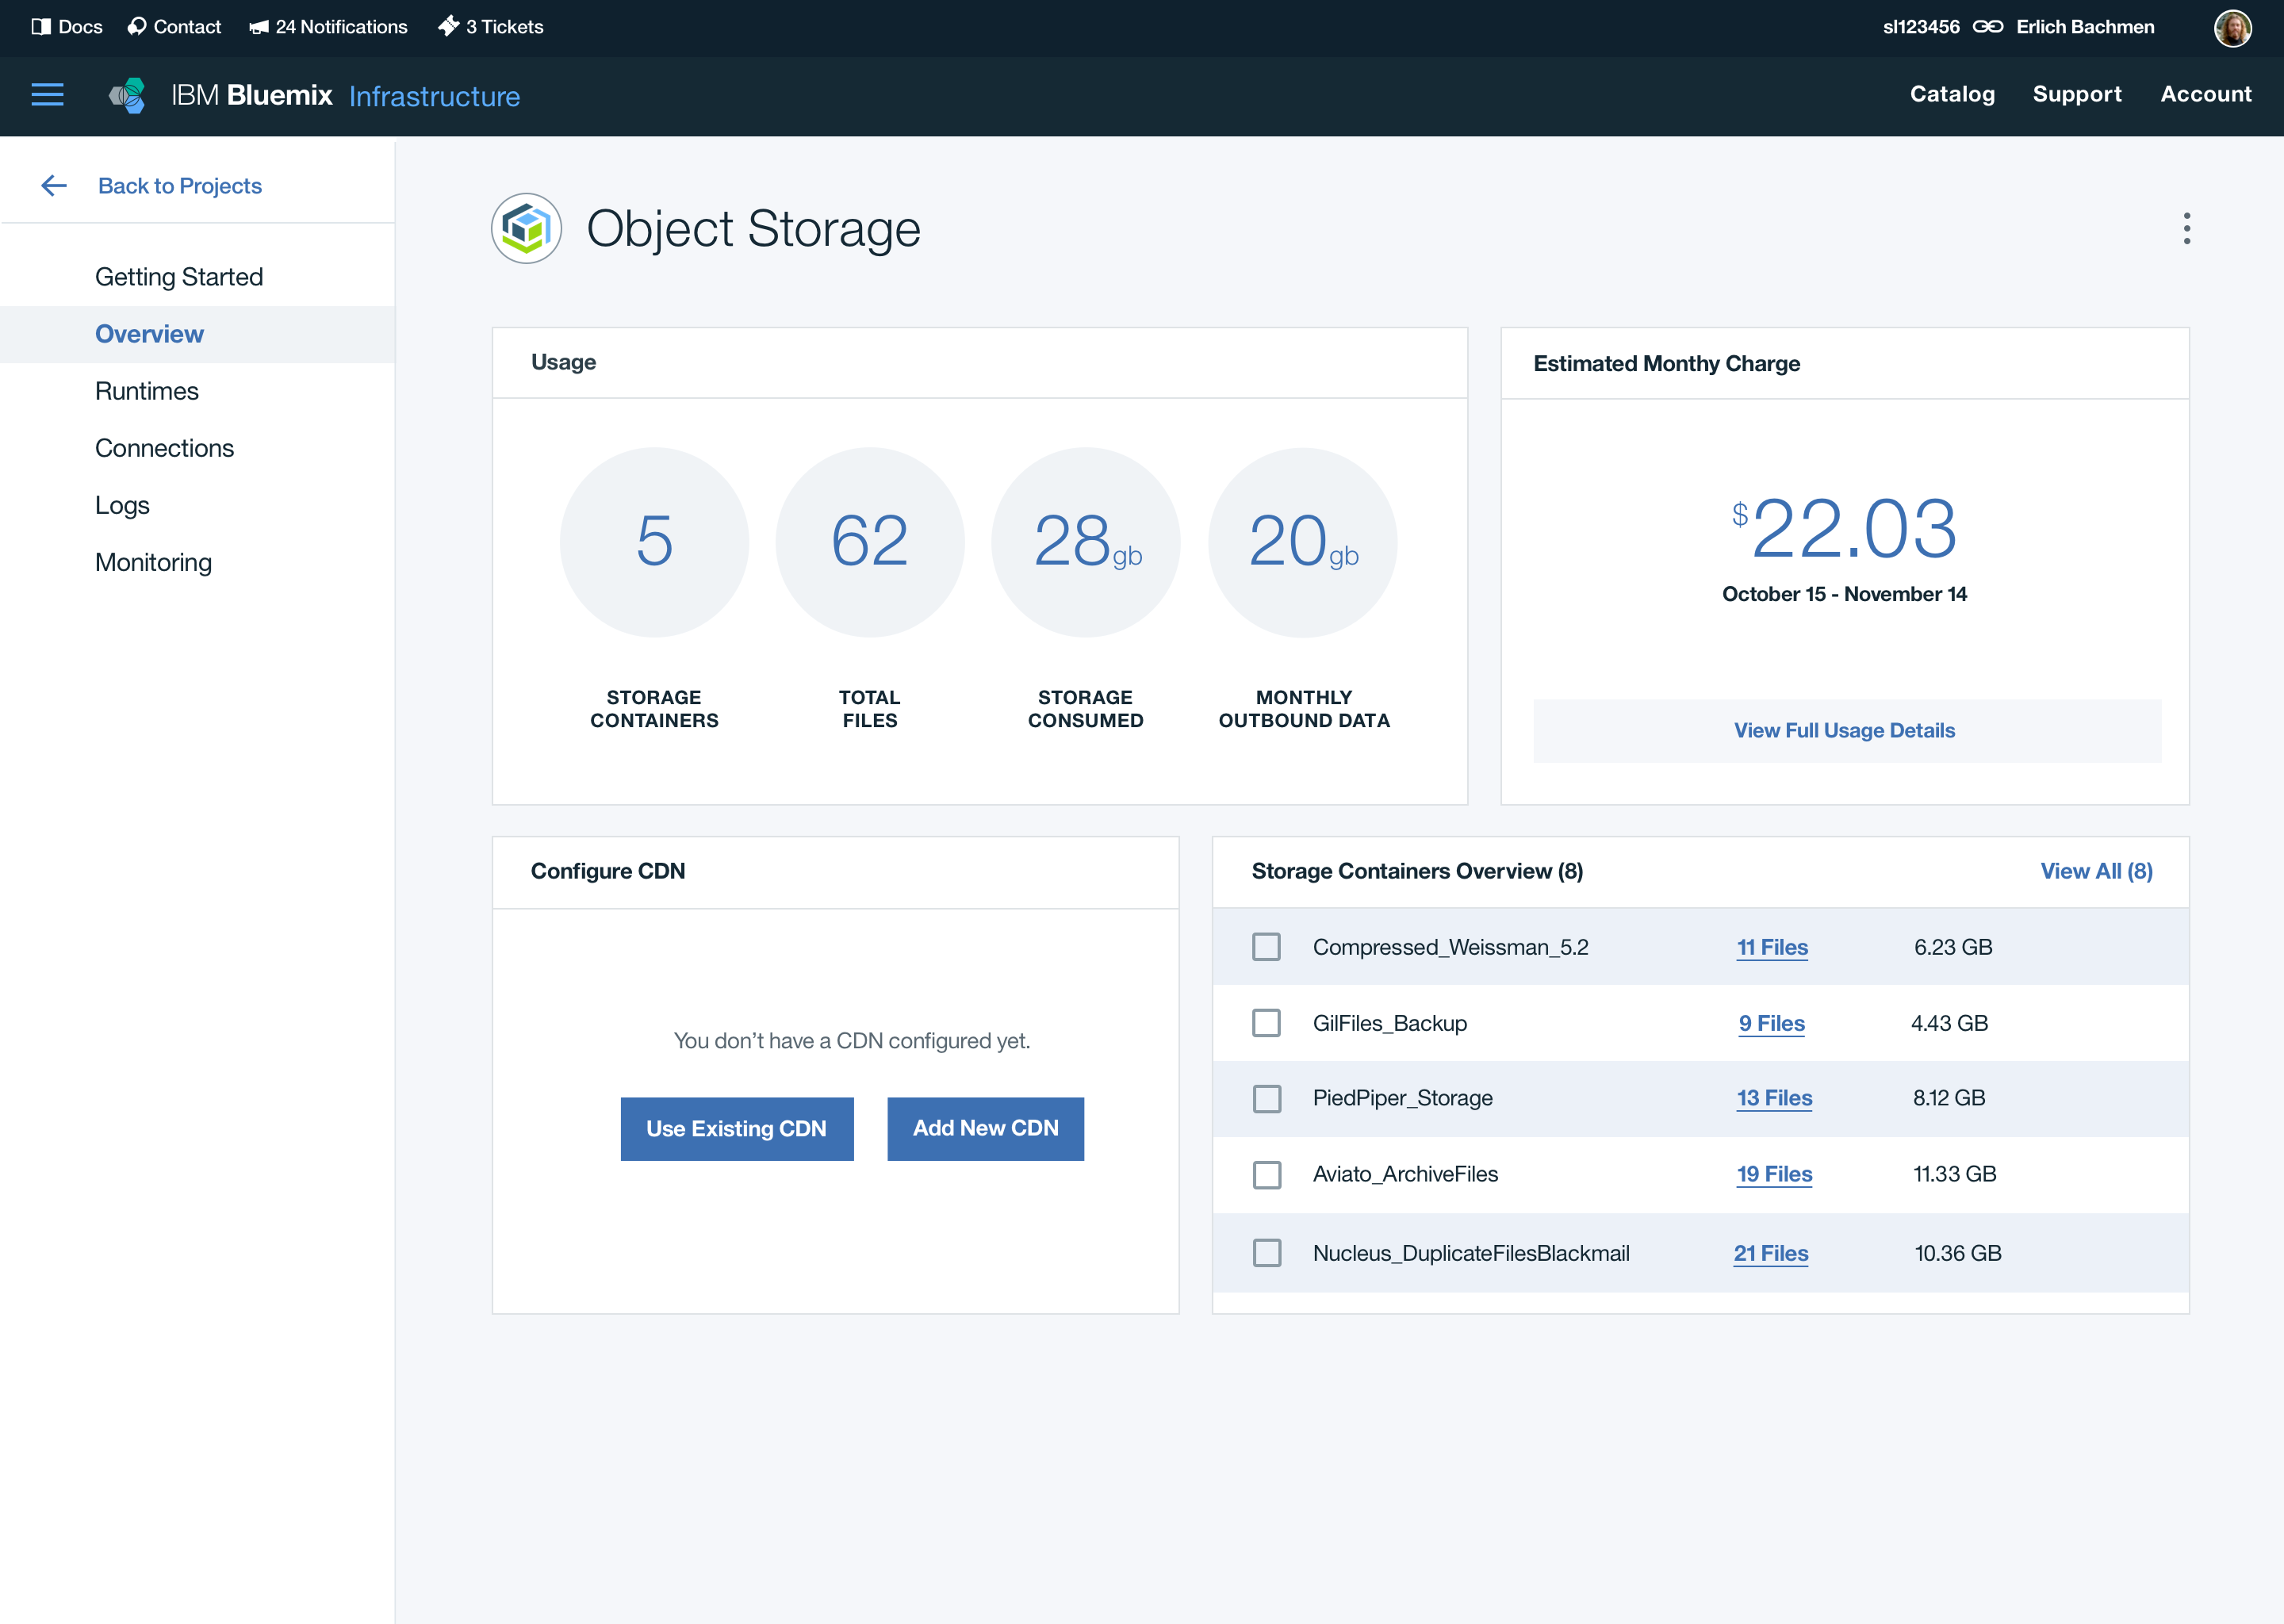 Docs Contact 24 Notifications 3 Tickets sl123456 Erlich Bachmen
IBM Bluemix Infrastructure Catalog Support Account
Back to Projects
Getting Started
Overview
Runtimes
Connections
Logs
Monitoring
Object Storage
Usage
5
62
28gb
20gb
STORAGE
CONTAINERS
TOTAL
FILES
STORAGE
CONSUMED
MONTHLY
OUTBOUND DATA
Estimated Monthy Charge
$22.03
October 15 - November 14
View Full Usage Details
Configure CDN
You don’t have a CDN configured yet.
Use Existing CDN
Add New CDN
Storage Containers Overview (8) View All (8)
Compressed_Weissman_5.2 11 Files 6.23 GB
GilFiles_Backup 9 Files 4.43 GB
PiedPiper_Storage 13 Files 8.12 GB
Aviato_ArchiveFiles 19 Files 11.33 GB
Nucleus_DuplicateFilesBlackmail 21 Files 10.36 GB